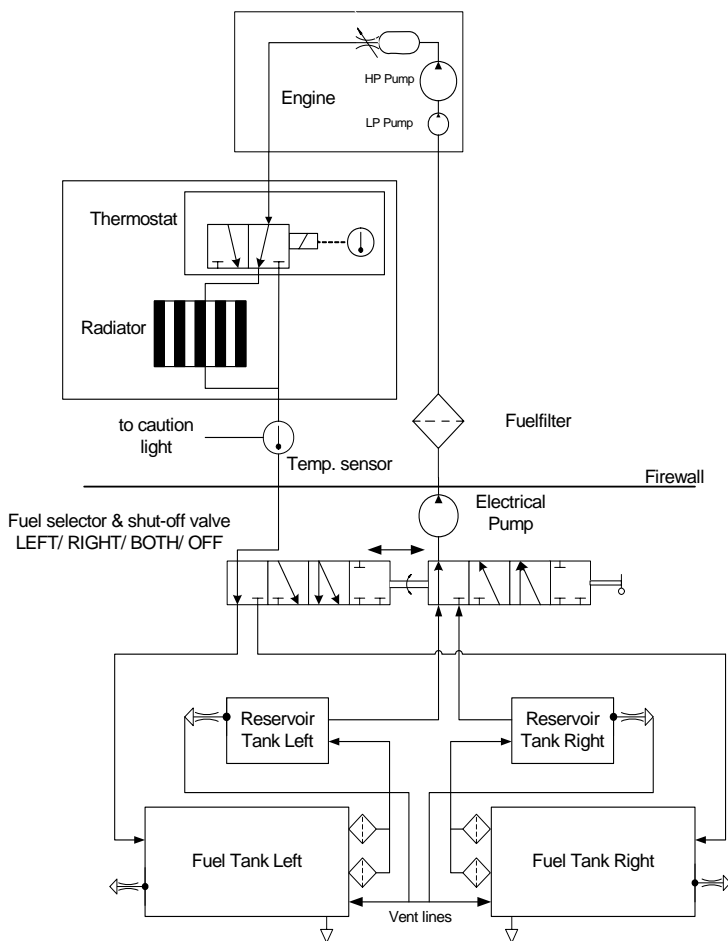 HP Pump
Engine
LP Pump
Thermostat
Radiator
to caution
light
Fuelfilter
Temp. sensor
Firewall
Electrical
Pump
Fuel selector & shut-off valve
LEFT/ RIGHT/ BOTH/ OFF
Reservoir
Tank Left
Reservoir
Tank Right
Fuel Tank Left
Fuel Tank Right
Vent lines